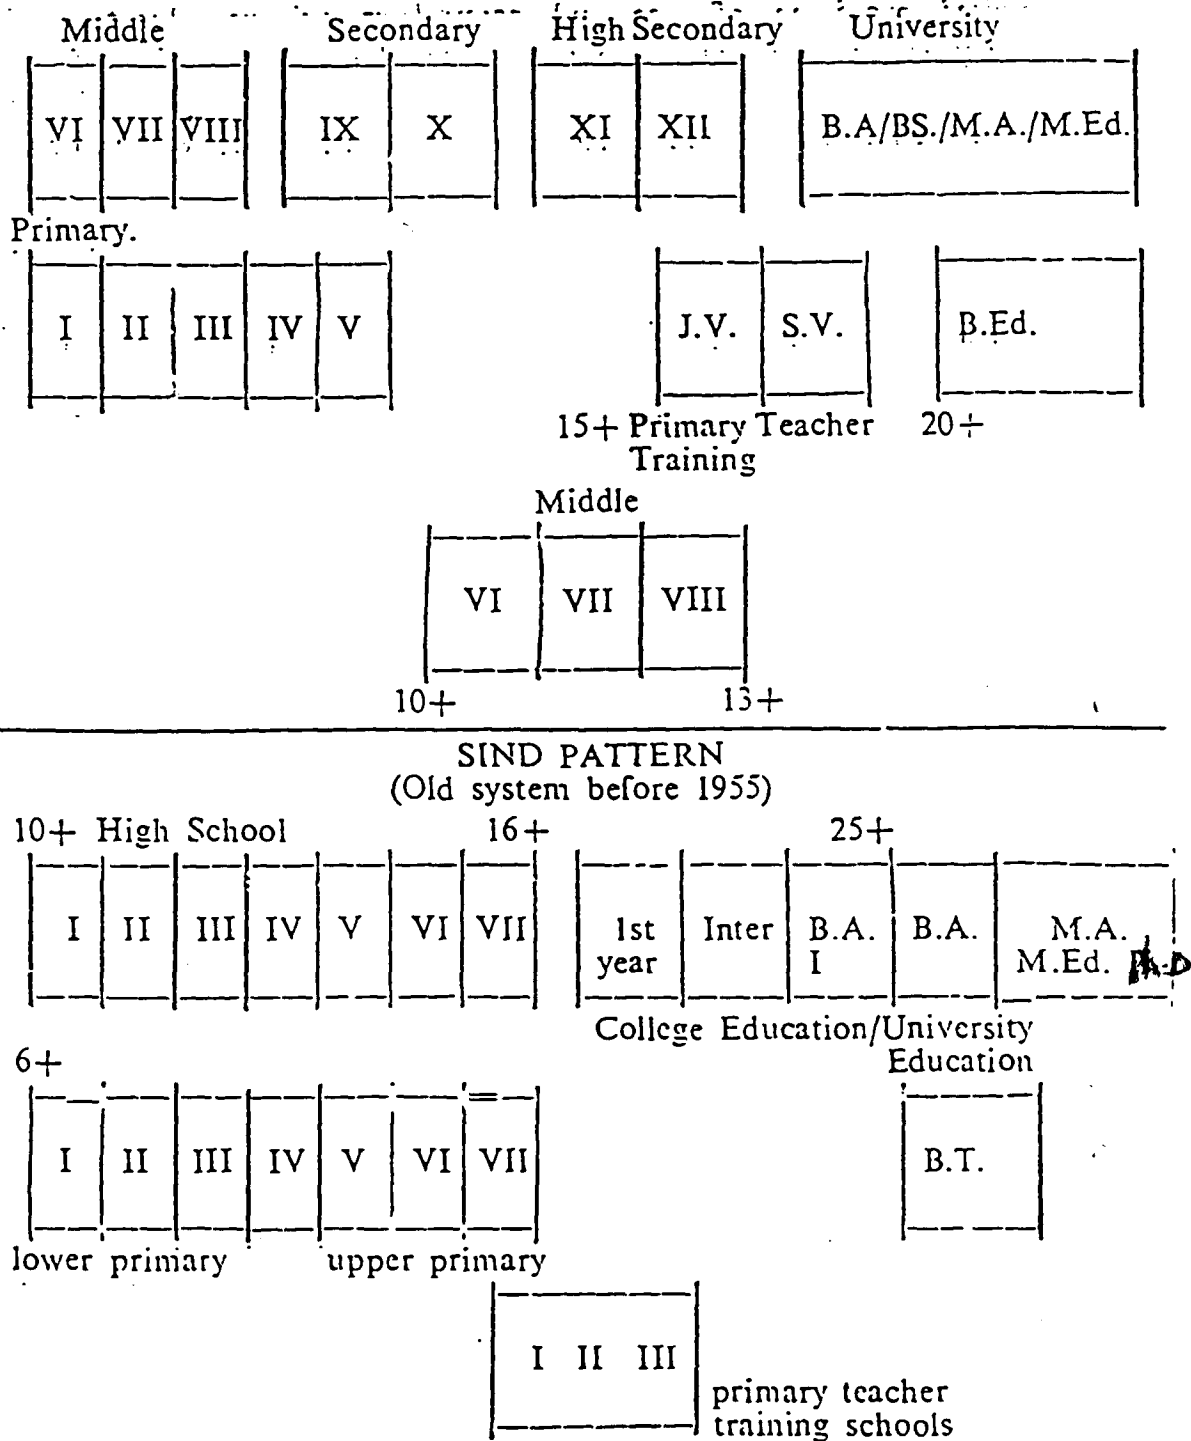 Middle Secondary High Secondary University
VI VII VIII IX X XI XII B.A/BS./M.A./M.Ed.
Primary.
I II III IV V J.V. S.V. B.Ed.
15+ Primary Teacher 20+
Training
Middle
VI VII VIII
10+ 13+
SIND PATTERN
(Old system before 1955)
10+ High School 16+ 25+
I II III IV V VI VII 1st Inter B.A. B.A. M.A.
year I M.Ed. Ph.D
College Education/University
Education
6+
I II III IV V VI VII B.T.
lower primary upper primary
I II III
primary teacher
training schools